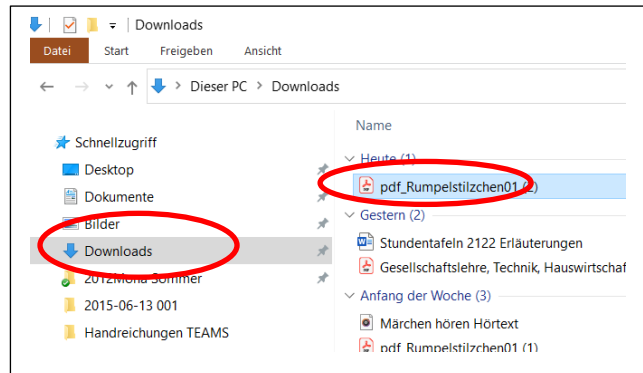 Downloads
Datei Start Freigeben Ansicht
Dieser PC > Downloads
Schnellzugriff
Desktop
Dokumente
Bilder
Downloads
2012Mona Sommer
2015-06-13 001
Handreichungen TEAMS
Name
Heute (1)
pdf_Rumpelstilzchen01 (2)
Gestern (2)
Stundentafeln 2122 Erläuterungen
Gesellschaftslehre, Technik, Hauswirtschaf
Anfang der Woche (3)
Märchen hören Hörtext
pdf_Rumpelstilzchen01 (1)